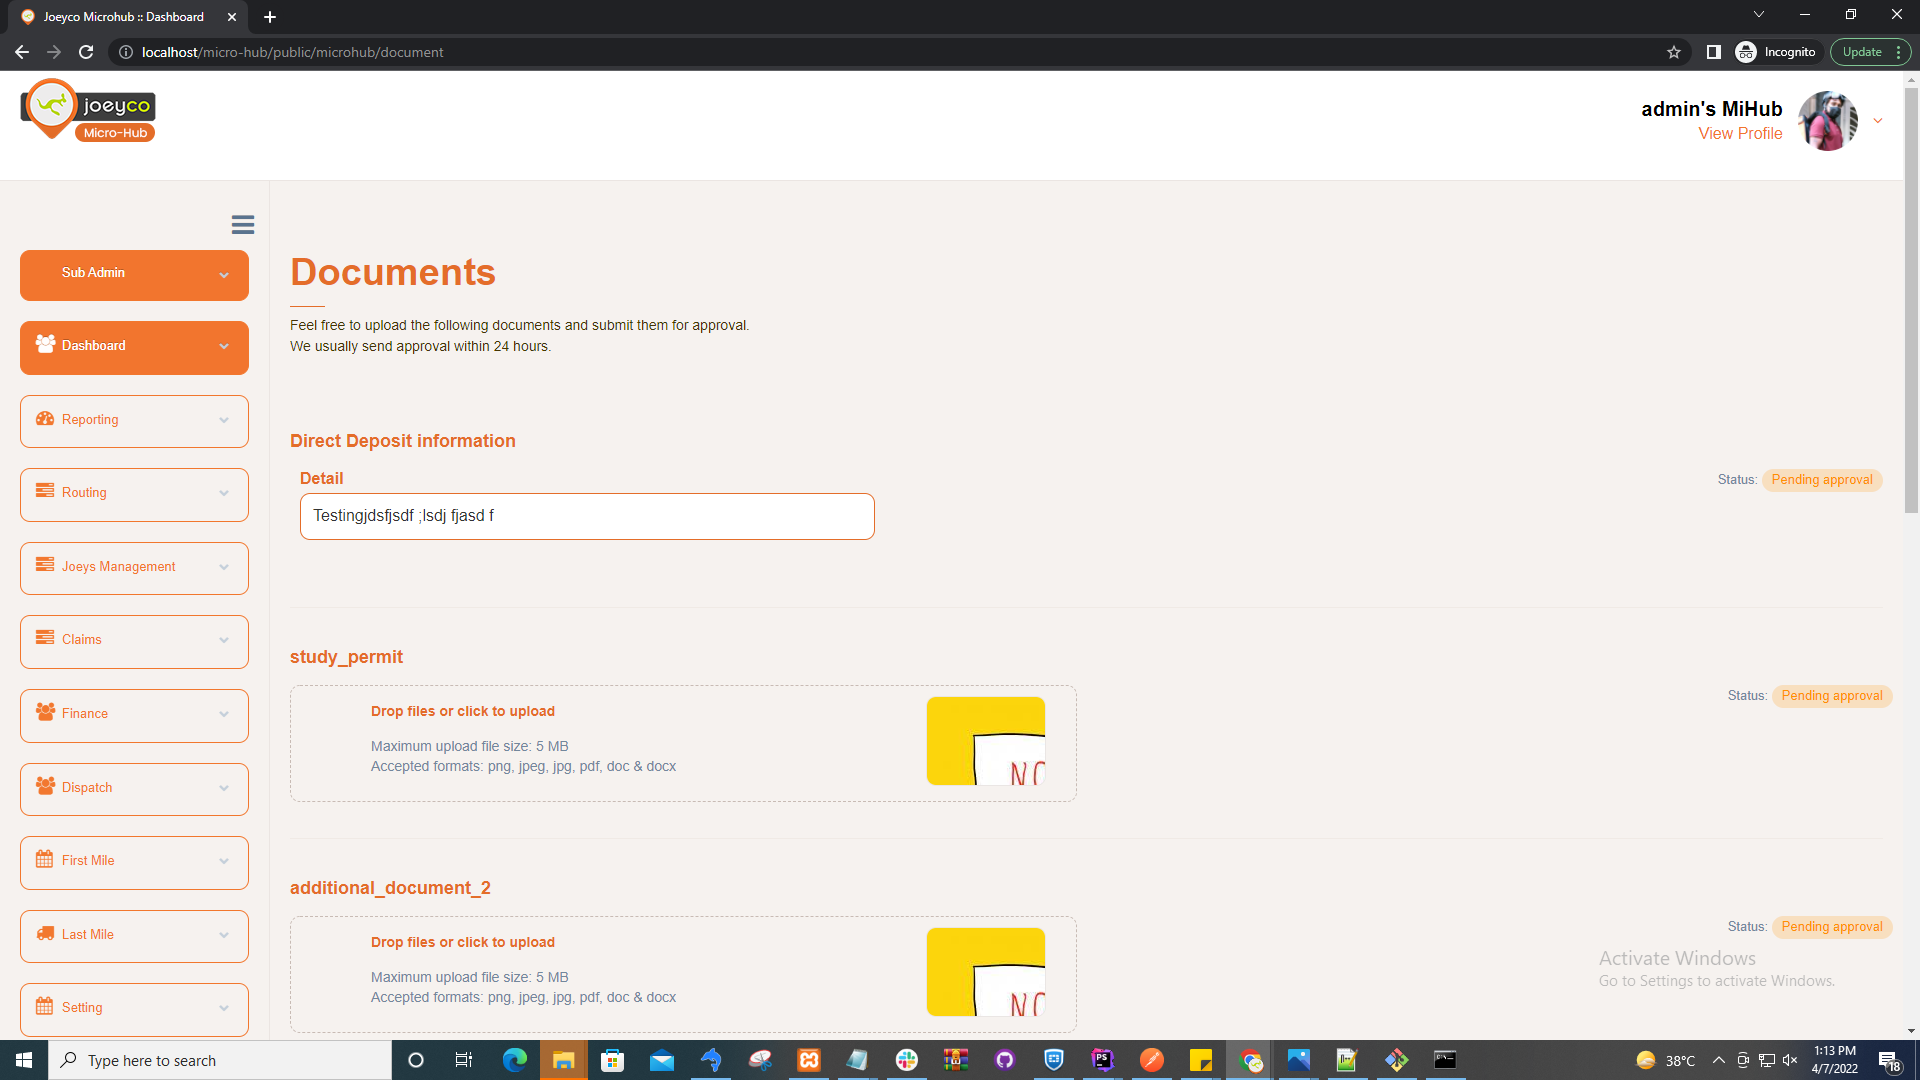 Joeyco Microhub :: Dashboard
localhost/micro-hub/public/microhub/document
Incognito
Update
joeyco
Micro-Hub
admin's MiHub
View Profile
Sub Admin
Dashboard
Reporting
Routing
Joeys Management
Claims
Finance
Dispatch
First Mile
Last Mile
Setting
Documents
Feel free to upload the following documents and submit them for approval.
We usually send approval within 24 hours.
Direct Deposit information
Detail
Status: Pending approval
Testingjdsfjsdf ;lsdj fjasd f
study_permit
Status: Pending approval
Drop files or click to upload
Maximum upload file size: 5 MB
Accepted formats: png, jpeg, jpg, pdf, doc & docx
NO
additional_document_2
Status: Pending approval
Drop files or click to upload
Maximum upload file size: 5 MB
Accepted formats: png, jpeg, jpg, pdf, doc & docx
NO
Activate Windows
Go to Settings to activate Windows.
Type here to search
PS
38°C
1:13 PM
4/7/2022
18